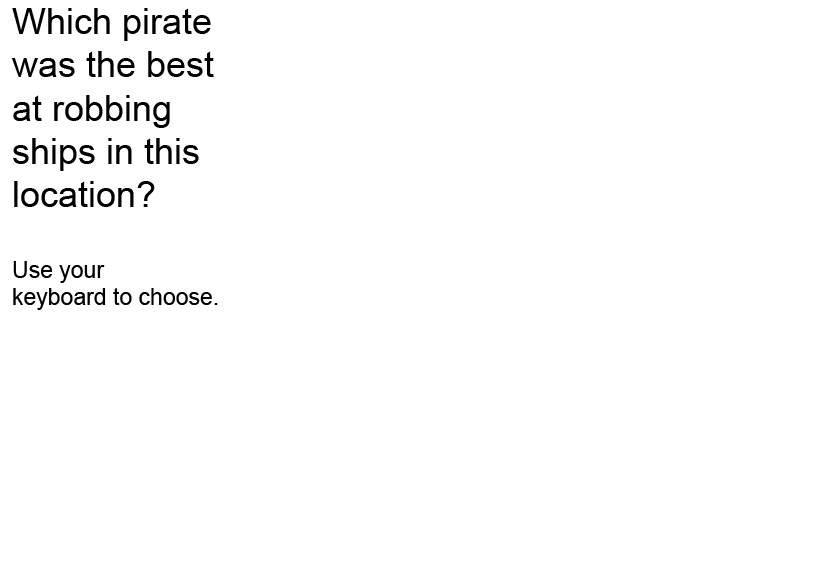 Which pirate
was the best
at robbing
ships in this
location?
Use your
keyboard to choose.